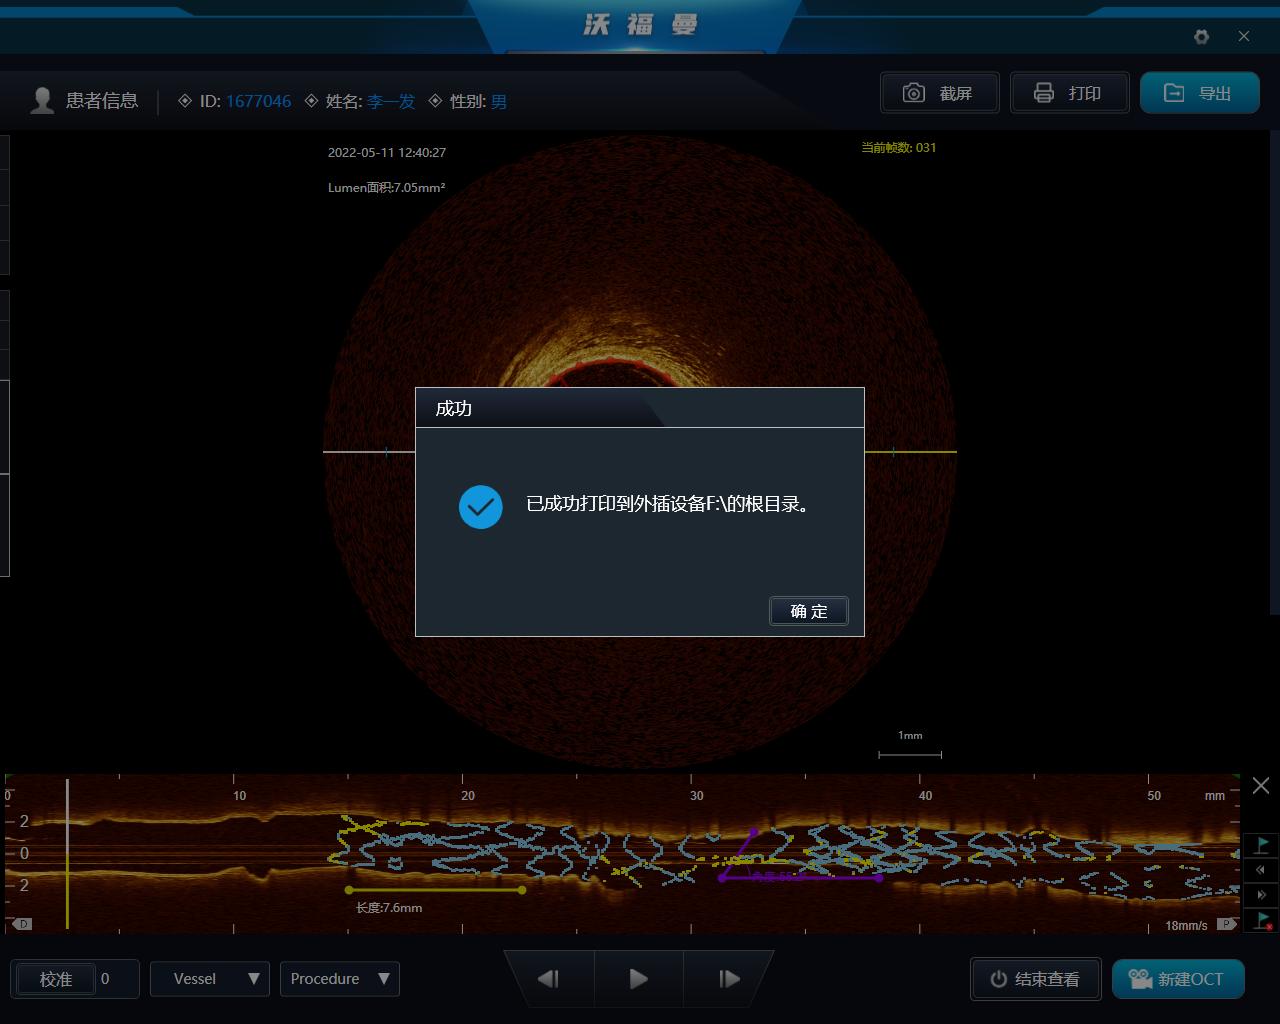 沃福曼
患者信息
ID: 1677046
姓名: 李一发
性别: 男
截屏
打印
导出
2022-05-11 12:40:27
当前帧数: 031
Lumen面积:7.05mm²
成功
已成功打印到外插设备F:\的根目录。
确 定
1mm
0 10 20 30 40 50 mm
2
0
2
角度:55.
长度:7.6mm
D
18mm/s
P
校准 0
Vessel
Procedure
结束查看
新建OCT